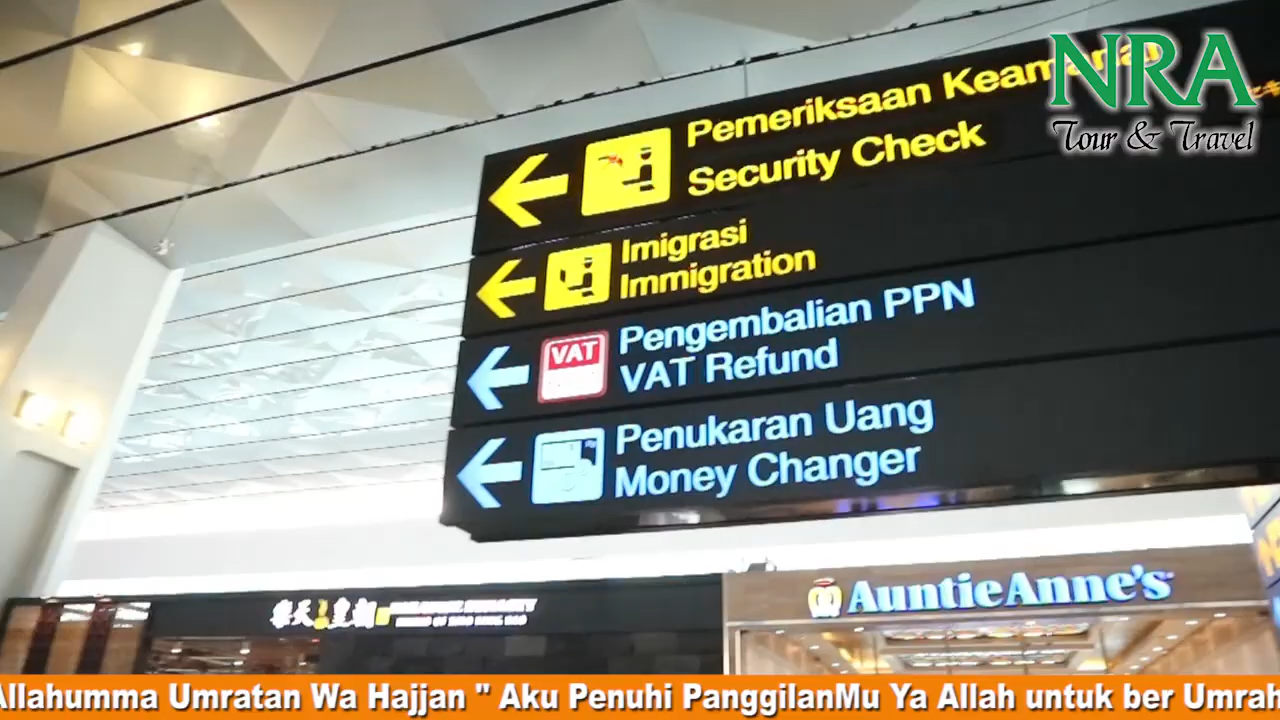 NRA
Tour & Travel
Pemeriksaan Keamanan
Security Check
Imigrasi
Immigration
VAT
Pengembalian PPN
VAT Refund
Penukaran Uang
Money Changer
AuntieAnne's
Allahumma Umratan Wa Hajjan " Aku Penuhi PanggilanMu Ya Allah untuk ber Umrah